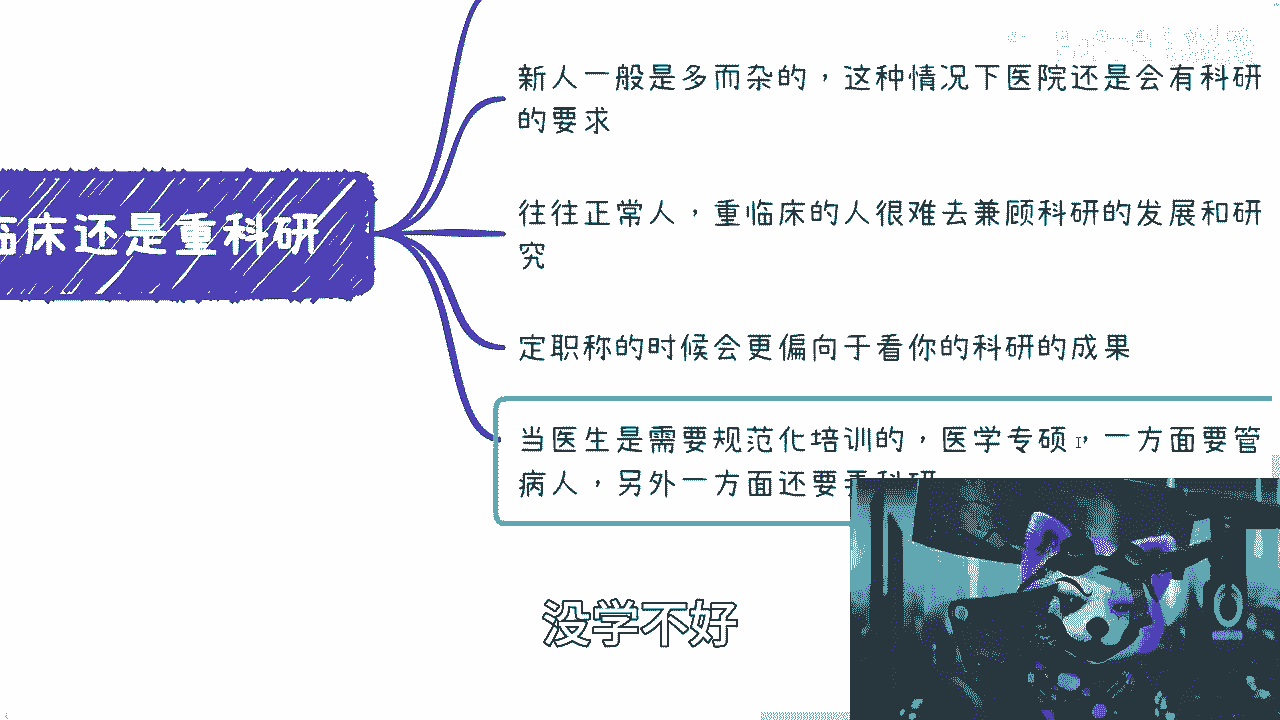 新人一般是多而杂的，这种情况下医院还是会有科研
的要求
往往正常人，重临床的人很难去兼顾科研的发展和研
究
临床还是重科研
定职称的时候会更偏向于看你的科研的成果
当医生是需要规范化培训的，医学专硕，一方面要管
病人，另外一方面还要弄科研
没学不好